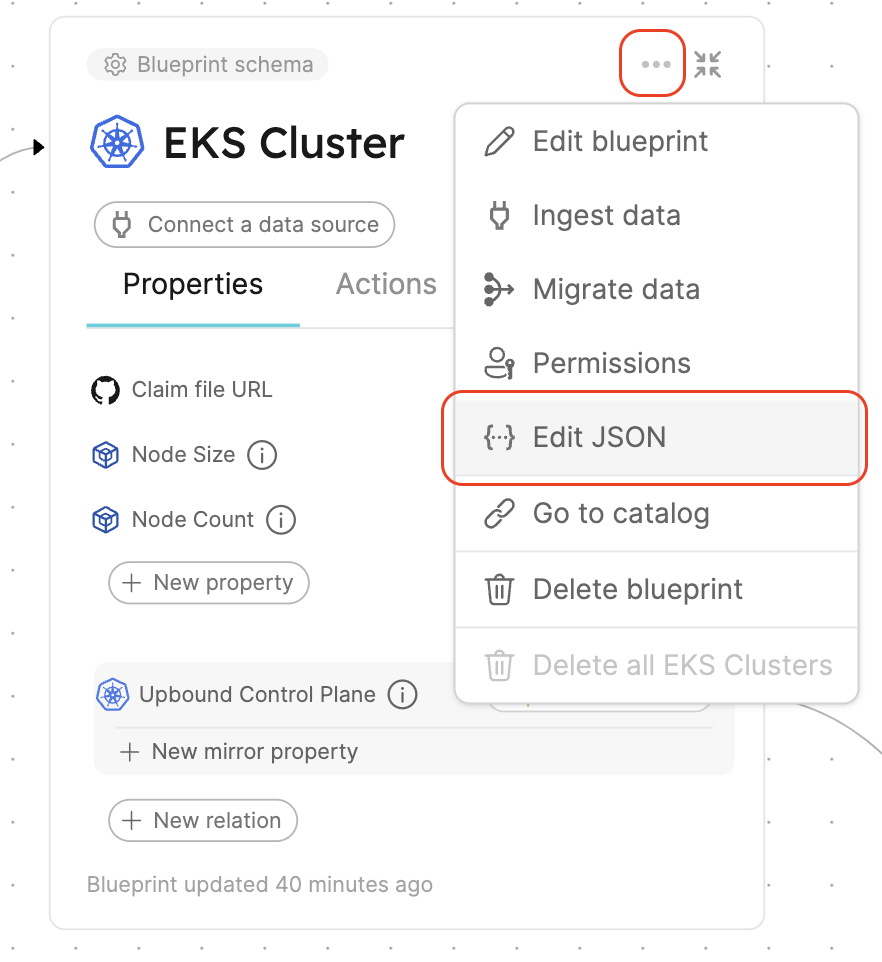 Blueprint schema
EKS Cluster
Connect a data source
Properties
Actions
Claim file URL
Node Size
Node Count
+ New property
Upbound Control Plane
+ New mirror property
+ New relation
Blueprint updated 40 minutes ago
Edit blueprint
Ingest data
Migrate data
Permissions
Edit JSON
Go to catalog
Delete blueprint
Delete all EKS Clusters